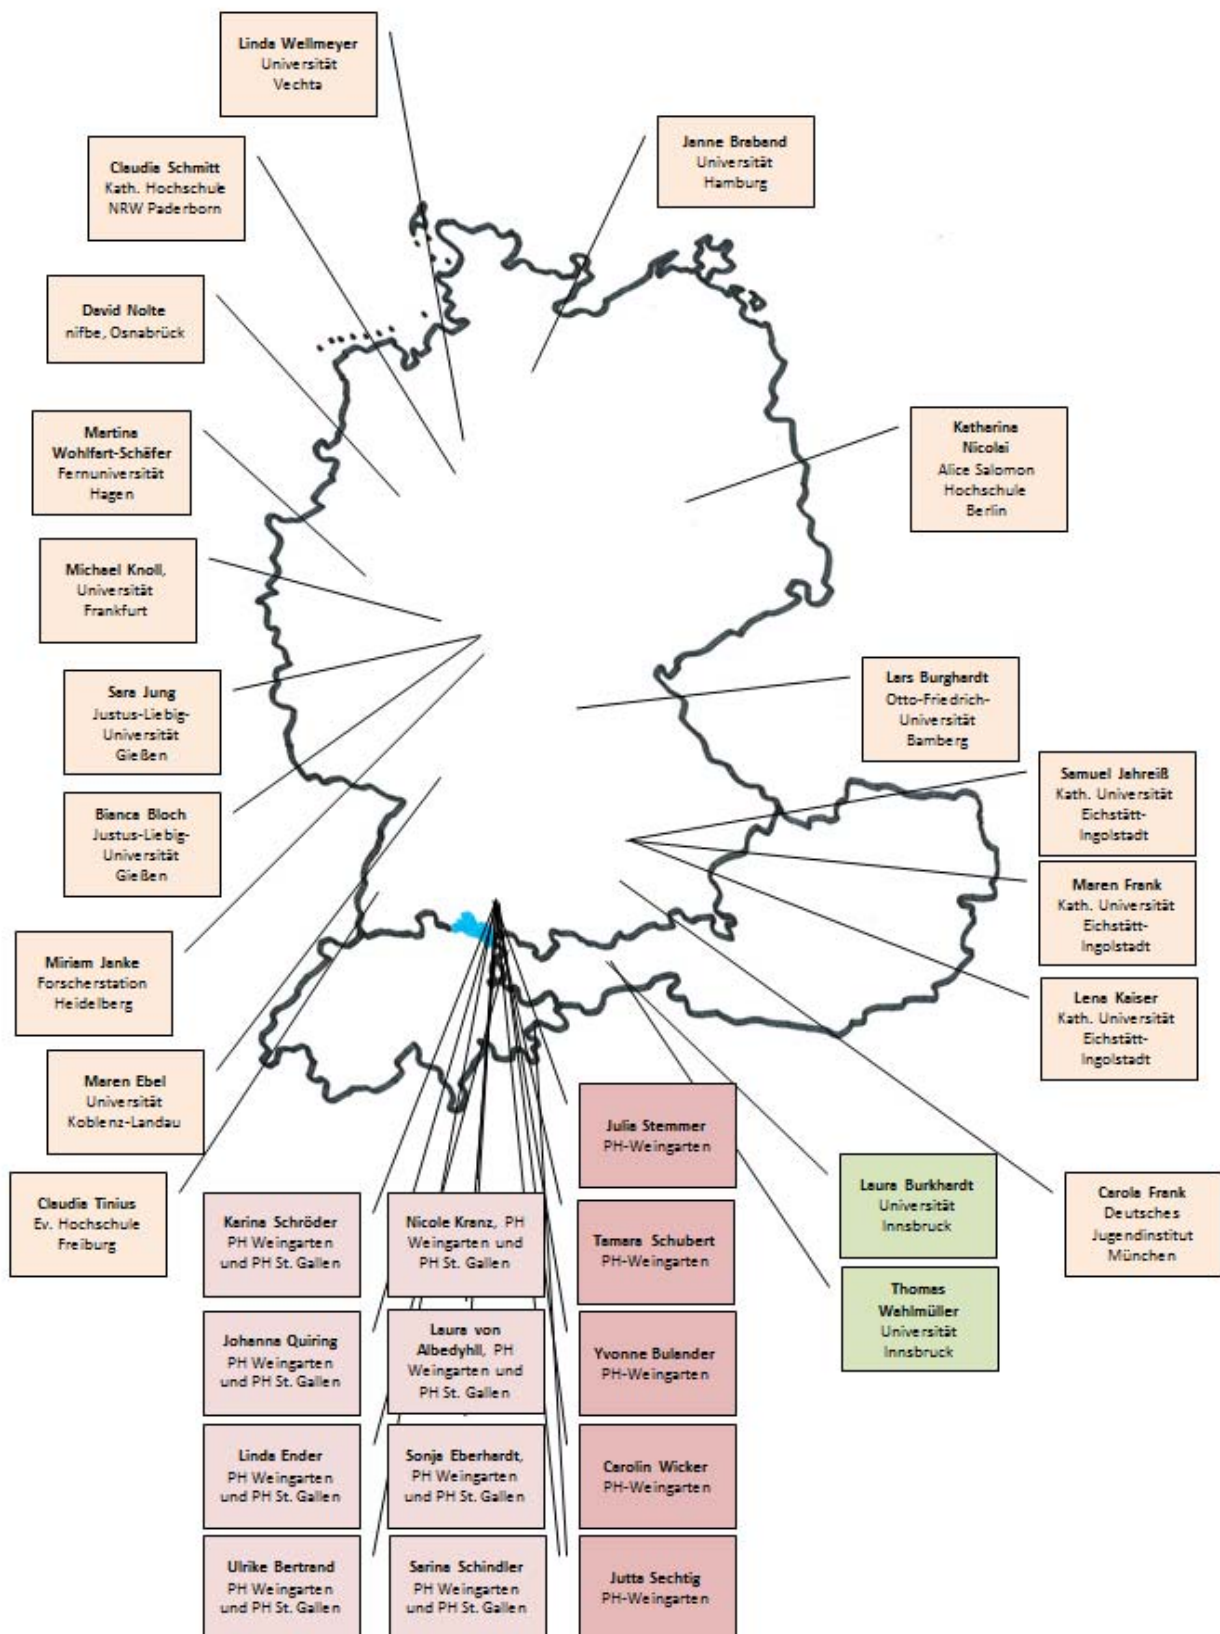 Linda Wellmeyer
Universität
Vechta
Janne Braband
Universität
Hamburg
Claudia Schmitt
Kath. Hochschule
NRW Paderborn
David Nolte
nifbe, Osnabrück
Martina
Wohlfart-Schäfer
Fernuniversität
Hagen
Katharina
Nicolai
Alice Salomon
Hochschule
Berlin
Michael Knoll,
Universität
Frankfurt
Sara Jung
Justus-Liebig-
Universität
Gießen
Lars Burghardt
Otto-Friedrich-
Universität
Bamberg
Samuel Jahreiß
Kath. Universität
Eichstätt-
Ingolstadt
Bianca Bloch
Justus-Liebig-
Universität
Gießen
Maren Frank
Kath. Universität
Eichstätt-
Ingolstadt
Miriam Janke
Forscherstation
Heidelberg
Lena Kaiser
Kath. Universität
Eichstätt-
Ingolstadt
Maren Ebel
Universität
Koblenz-Landau
Claudia Tinius
Ev. Hochschule
Freiburg
Karina Schröder
PH Weingarten
und PH St. Gallen
Nicole Kranz, PH
Weingarten und
PH St. Gallen
Julia Stemmer
PH-Weingarten
Laura Burkhardt
Universität
Innsbruck
Carola Frank
Deutsches
Jugendinstitut
München
Tamara Schubert
PH-Weingarten
Thomas
Wahlmüller
Universität
Innsbruck
Johanna Quiring
PH Weingarten
und PH St. Gallen
Laura von
Albedyhll, PH
Weingarten und
PH St. Gallen
Yvonne Bulander
PH-Weingarten
Linda Ender
PH Weingarten
und PH St. Gallen
Sonja Eberhardt,
PH Weingarten
und PH St. Gallen
Carolin Wicker
PH-Weingarten
Ulrike Bertrand
PH Weingarten
und PH St. Gallen
Sarina Schindler
PH Weingarten
und PH St. Gallen
Jutta Sechtig
PH-Weingarten